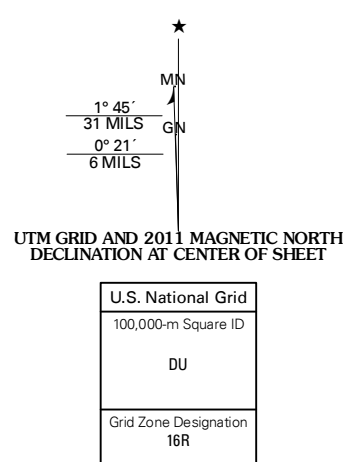 ★
MN
1° 45´
31 MILS
GN
0° 21´
6 MILS
UTM GRID AND 2011 MAGNETIC NORTH
DECLINATION AT CENTER OF SHEET
U.S. National Grid
100,000-m Square ID
DU
Grid Zone Designation
16R